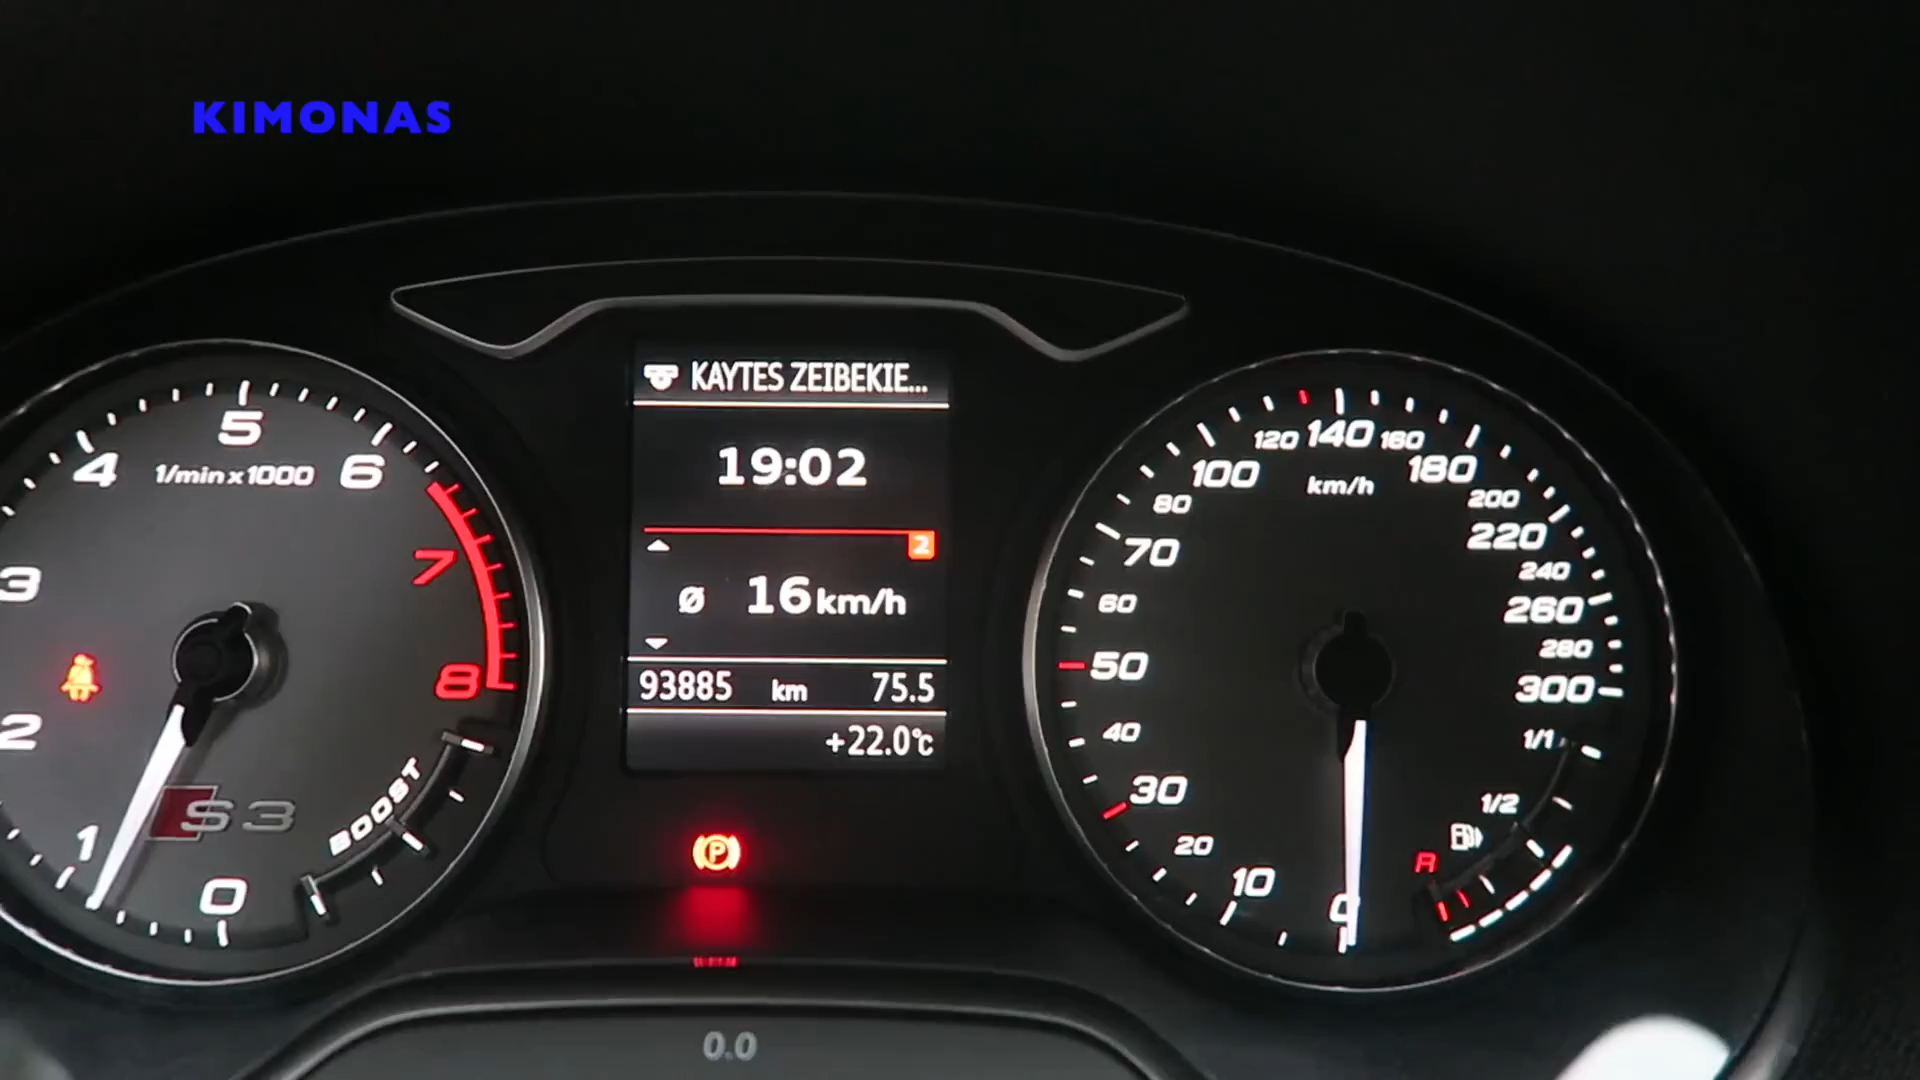 KIMONAS
KAYTES ZEIBEKIE...
19:02
2
Ø 16 km/h
93885 km 75.5
+22.0°C
P
0 1 2 3 4 5 6 7 8
1/min x 1000
S3
BOOST
0 10 20 30 40 50 60 70 80 100 120 140 160 180 200 220 240 260 280 300
km/h
1/1
1/2
R
0.0